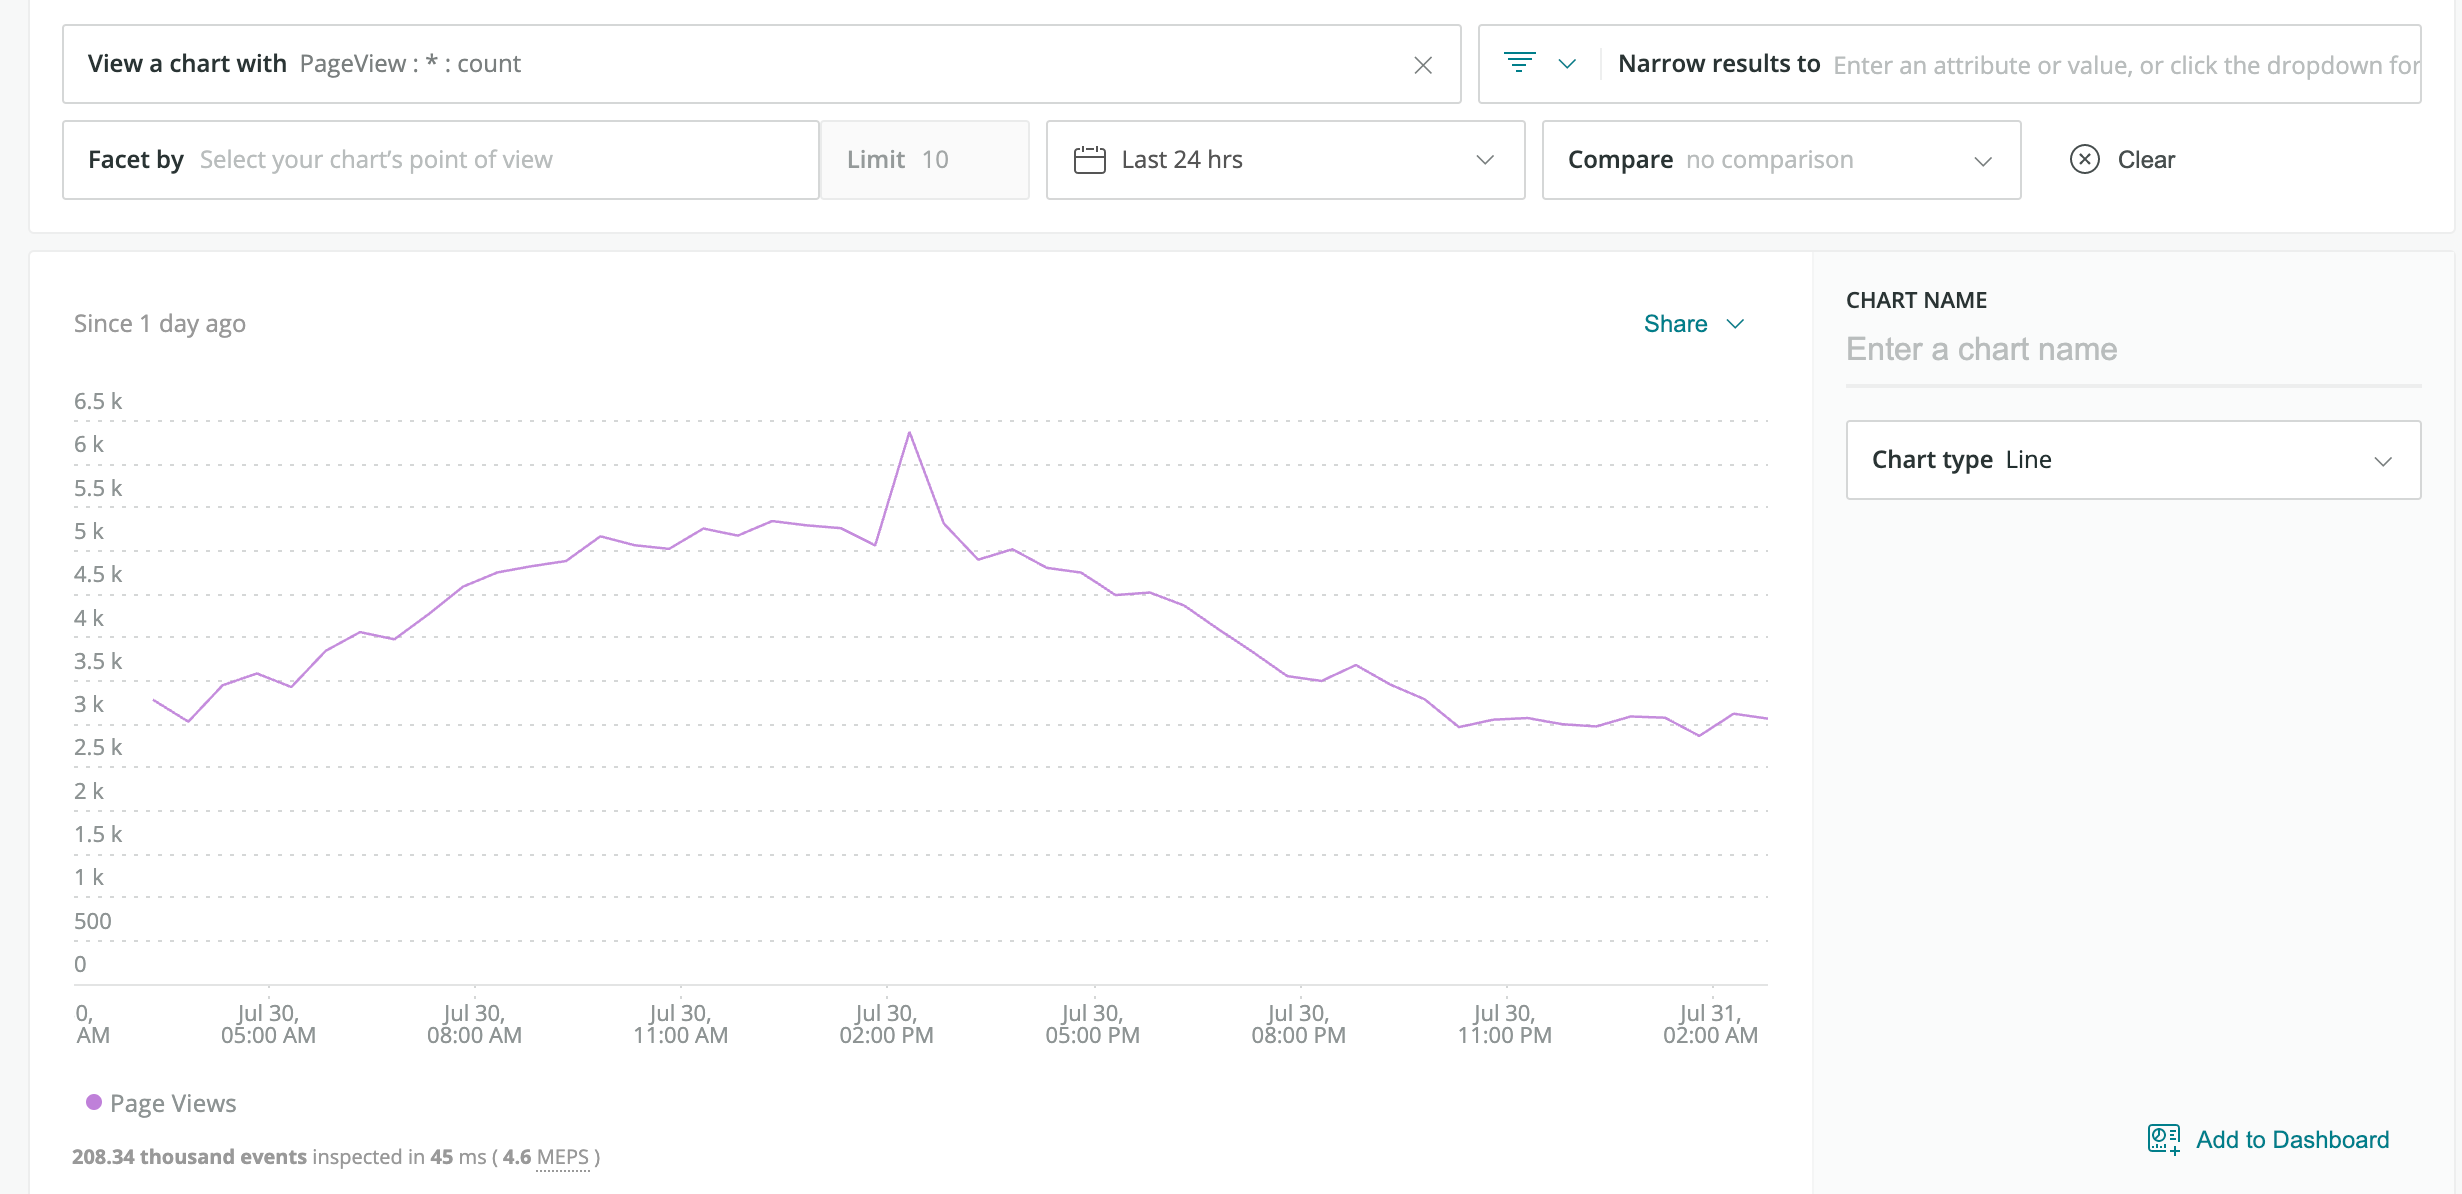 View a chart with PageView : * : count
Narrow results to Enter an attribute or value, or click the dropdown for
Facet by Select your chart's point of view
Limit 10
Last 24 hrs
Compare no comparison
Clear
Since 1 day ago
Share
6.5 k
6 k
5.5 k
5 k
4.5 k
4 k
3.5 k
3 k
2.5 k
2 k
1.5 k
1 k
500
0
0,
AM
Jul 30,
05:00 AM
Jul 30,
08:00 AM
Jul 30,
11:00 AM
Jul 30,
02:00 PM
Jul 30,
05:00 PM
Jul 30,
08:00 PM
Jul 30,
11:00 PM
Jul 31,
02:00 AM
Page Views
208.34 thousand events inspected in 45 ms ( 4.6 MEPS )
CHART NAME
Enter a chart name
Chart type Line
Add to Dashboard